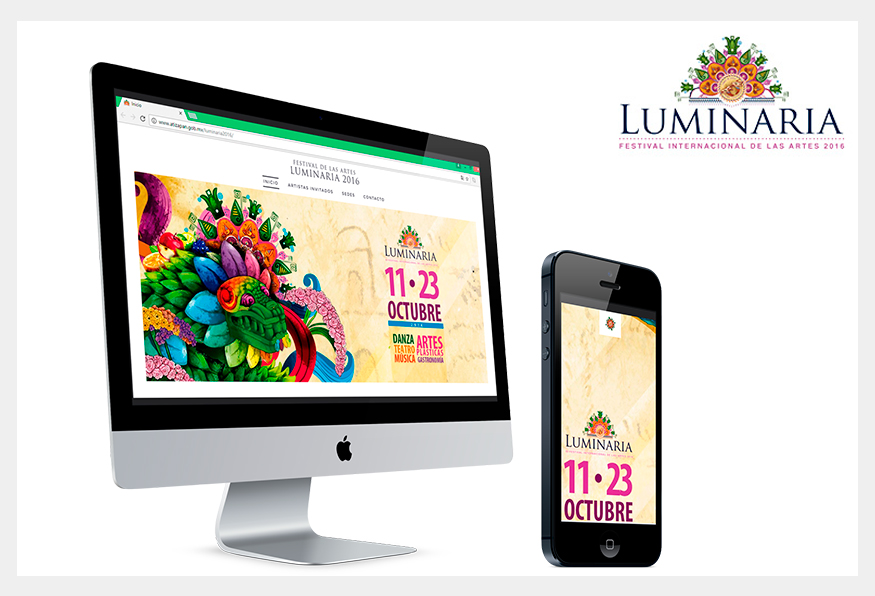 LUMINARIA
FESTIVAL INTERNACIONAL DE LAS ARTES 2016
Inicio
www.atizapan.gob.mx/luminaria2016/
FESTIVAL DE LAS ARTES
LUMINARIA 2016
INICIO ARTISTAS INVITADOS SEDES CONTACTO
LUMINARIA
11•23
OCTUBRE
2016
DANZA
TEATRO
MÚSICA
ARTES
PLÁSTICAS
GASTRONOMÍA
LUMINARIA
11•23
OCTUBRE